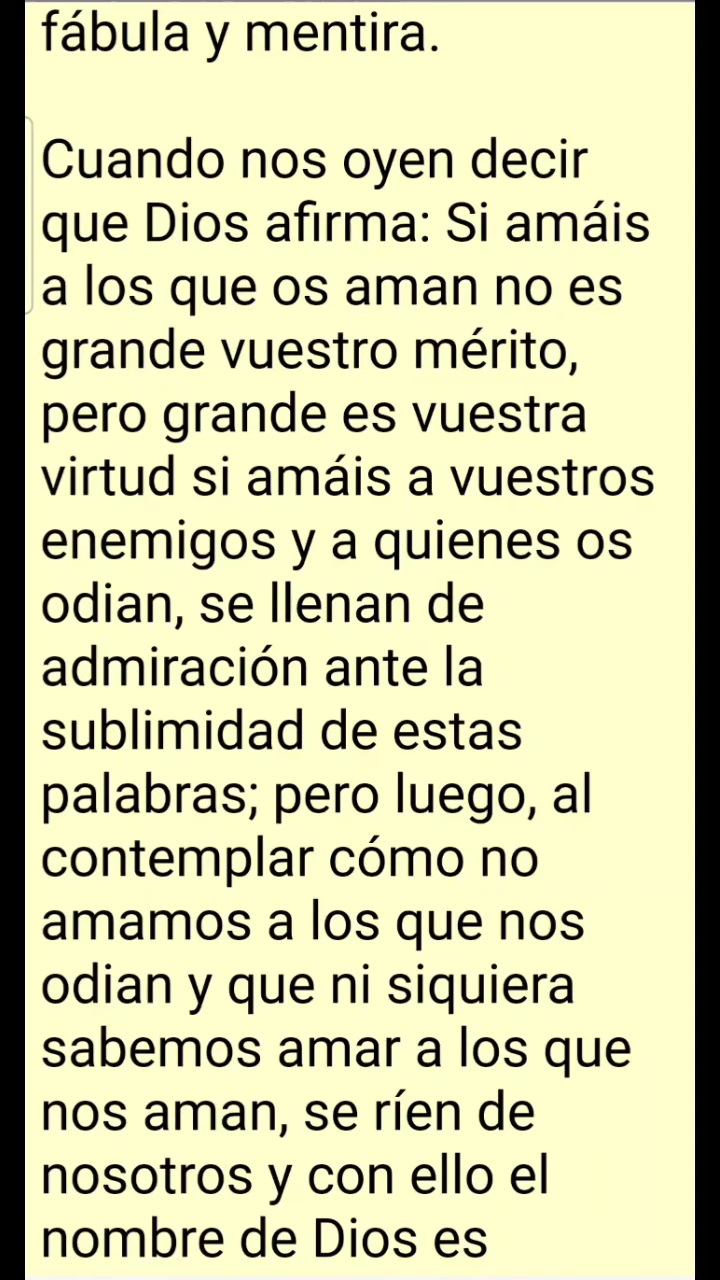 fábula y mentira.
Cuando nos oyen decir
que Dios afirma: Si amáis
a los que os aman no es
grande vuestro mérito,
pero grande es vuestra
virtud si amáis a vuestros
enemigos y a quienes os
odian, se llenan de
admiración ante la
sublimidad de estas
palabras; pero luego, al
contemplar cómo no
amamos a los que nos
odian y que ni siquiera
sabemos amar a los que
nos aman, se ríen de
nosotros y con ello el
nombre de Dios es